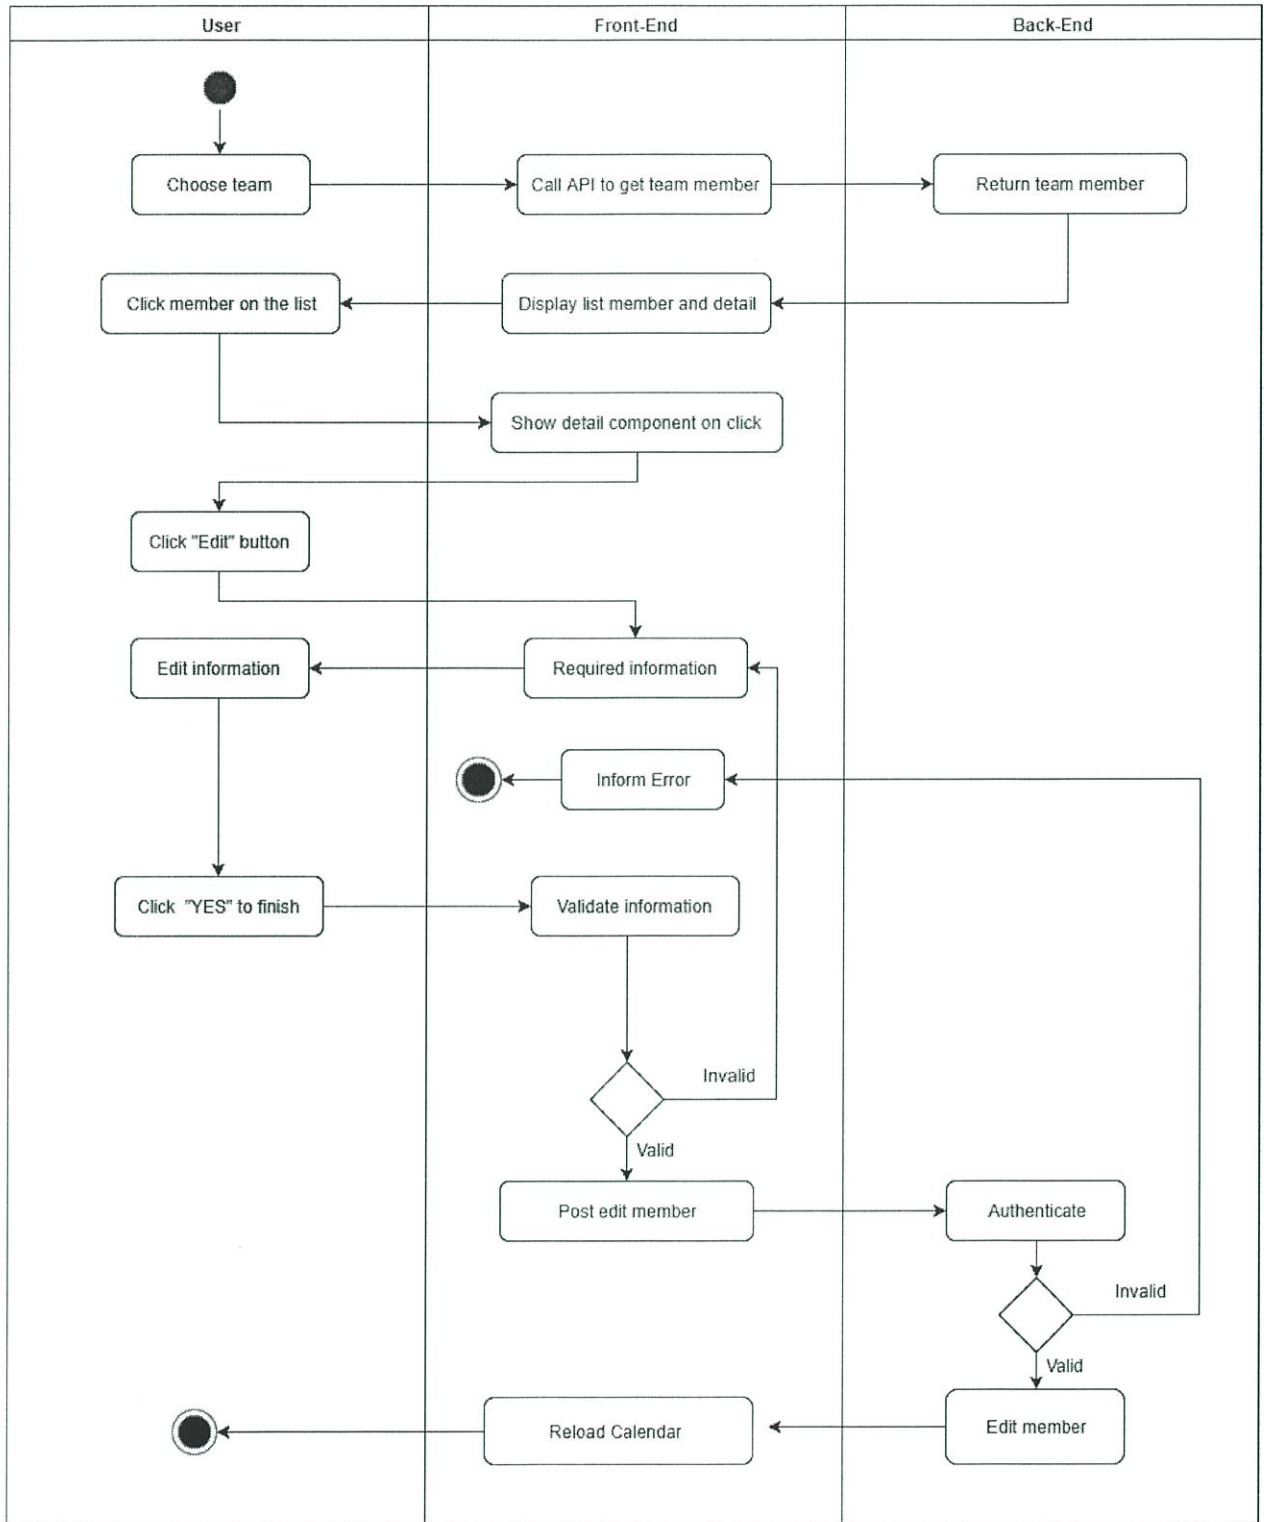 User
Front-End
Back-End
Choose team
Call API to get team member
Return team member
Click member on the list
Display list member and detail
Show detail component on click
Click "Edit" button
Edit information
Required information
Inform Error
Click "YES" to finish
Validate information
Invalid
Valid
Post edit member
Authenticate
Invalid
Valid
Reload Calendar
Edit member